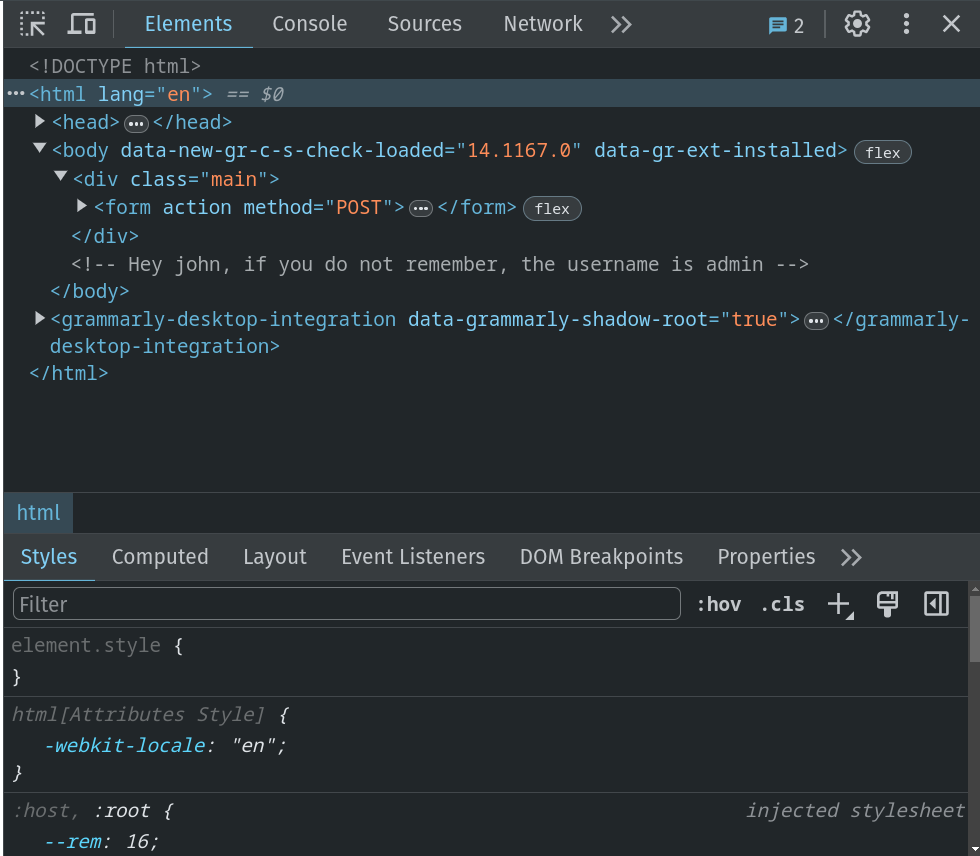 Elements Console Sources Network 2
<!DOCTYPE html>
<html lang="en"> == $0
<head> </head>
<body data-new-gr-c-s-check-loaded="14.1167.0" data-gr-ext-installed> flex
<div class="main">
<form action method="POST"> </form> flex
</div>
<!-- Hey john, if you do not remember, the username is admin -->
</body>
<grammarly-desktop-integration data-grammarly-shadow-root="true"> </grammarly-
desktop-integration>
</html>
html
Styles Computed Layout Event Listeners DOM Breakpoints Properties
Filter :hov .cls
element.style {
}
html[Attributes Style] {
-webkit-locale: "en";
}
:host, :root { injected stylesheet
--rem: 16;